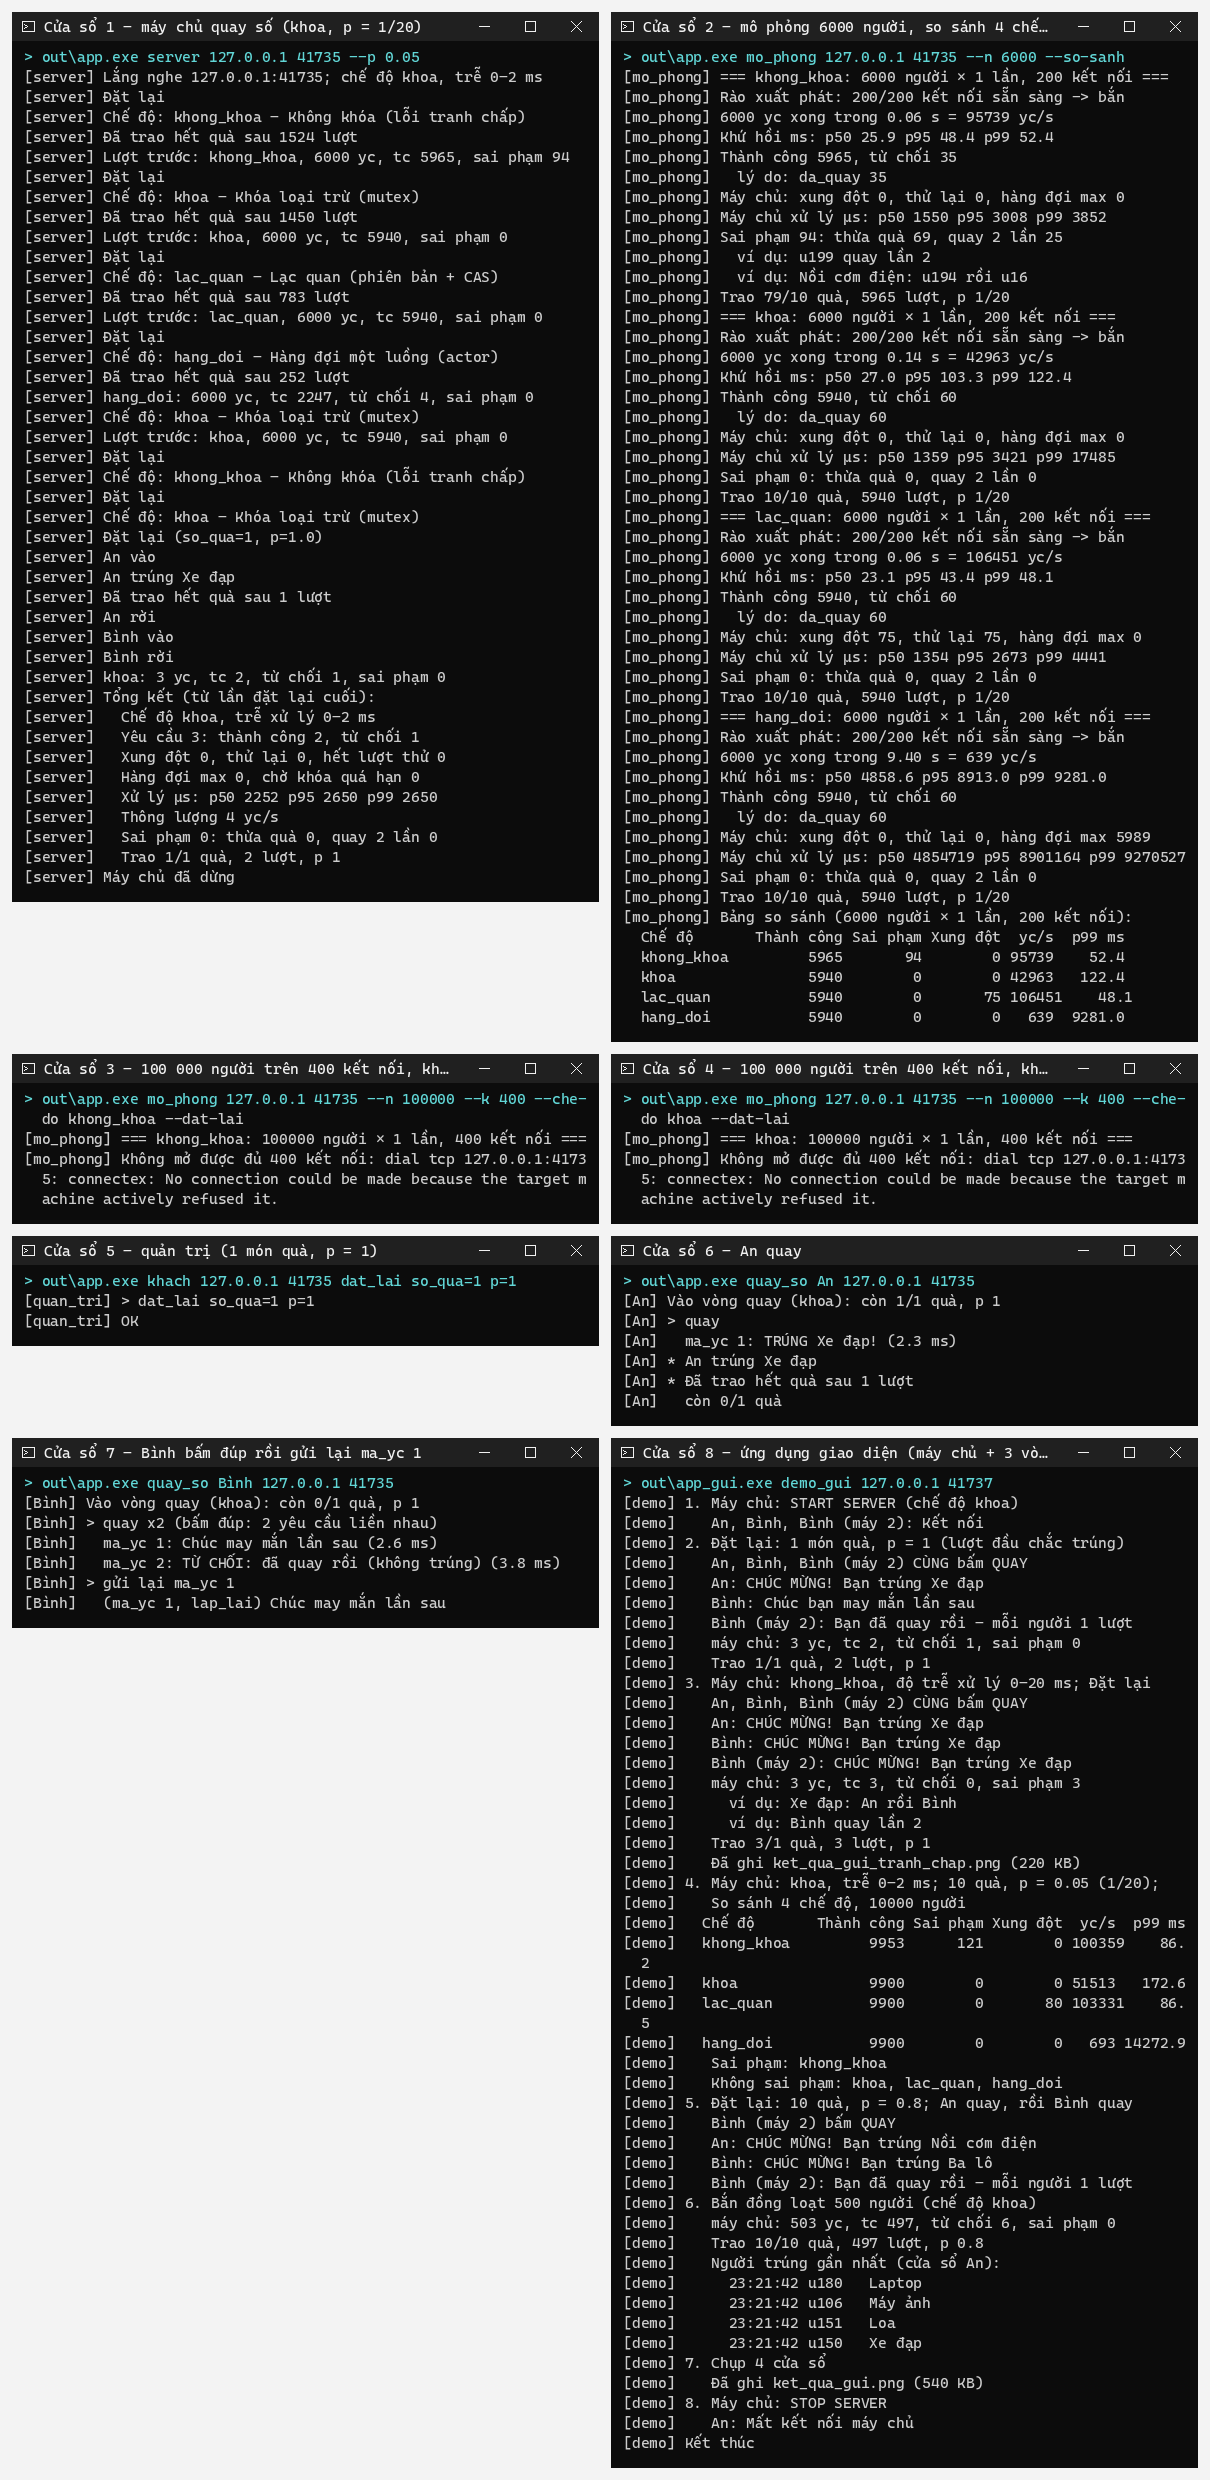 Cửa sổ 1 — máy chủ quay số (khoa, p = 1/20)
> out\app.exe server 127.0.0.1 41735 --p 0.05
[server] Lắng nghe 127.0.0.1:41735; chế độ khoa, trễ 0–2 ms
[server] Đặt lại
[server] Chế độ: khong_khoa — Không khóa (lỗi tranh chấp)
[server] Đã trao hết quà sau 1524 lượt
[server] Lượt trước: khong_khoa, 6000 yc, tc 5965, sai phạm 94
[server] Đặt lại
[server] Chế độ: khoa — Khóa loại trừ (mutex)
[server] Đã trao hết quà sau 1450 lượt
[server] Lượt trước: khoa, 6000 yc, tc 5940, sai phạm 0
[server] Đặt lại
[server] Chế độ: lac_quan — Lạc quan (phiên bản + CAS)
[server] Đã trao hết quà sau 783 lượt
[server] Lượt trước: lac_quan, 6000 yc, tc 5940, sai phạm 0
[server] Đặt lại
[server] Chế độ: hang_doi — Hàng đợi một luồng (actor)
[server] Đã trao hết quà sau 252 lượt
[server] hang_doi: 6000 yc, tc 2247, từ chối 4, sai phạm 0
[server] Chế độ: khoa — Khóa loại trừ (mutex)
[server] Lượt trước: khoa, 6000 yc, tc 5940, sai phạm 0
[server] Đặt lại
[server] Chế độ: khong_khoa — Không khóa (lỗi tranh chấp)
[server] Đặt lại
[server] Chế độ: khoa — Khóa loại trừ (mutex)
[server] Đặt lại (so_qua=1, p=1.0)
[server] An vào
[server] An trúng Xe đạp
[server] Đã trao hết quà sau 1 lượt
[server] An rời
[server] Bình vào
[server] Bình rời
[server] khoa: 3 yc, tc 2, từ chối 1, sai phạm 0
[server] Tổng kết (từ lần đặt lại cuối):
[server]   Chế độ khoa, trễ xử lý 0–2 ms
[server]   Yêu cầu 3: thành công 2, từ chối 1
[server]   Xung đột 0, thử lại 0, hết lượt thử 0
[server]   Hàng đợi max 0, chờ khóa quá hạn 0
[server]   Xử lý µs: p50 2252 p95 2650 p99 2650
[server]   Thông lượng 4 yc/s
[server]   Sai phạm 0: thừa quà 0, quay 2 lần 0
[server]   Trao 1/1 quà, 2 lượt, p 1
[server] Máy chủ đã dừng
Cửa sổ 2 — mô phỏng 6000 người, so sánh 4 chế…
> out\app.exe mo_phong 127.0.0.1 41735 --n 6000 --so-sanh
[mo_phong] === khong_khoa: 6000 người × 1 lần, 200 kết nối ===
[mo_phong] Rào xuất phát: 200/200 kết nối sẵn sàng -> bắn
[mo_phong] 6000 yc xong trong 0.06 s = 95739 yc/s
[mo_phong] Khứ hồi ms: p50 25.9 p95 48.4 p99 52.4
[mo_phong] Thành công 5965, từ chối 35
[mo_phong]   lý do: da_quay 35
[mo_phong] Máy chủ: xung đột 0, thử lại 0, hàng đợi max 0
[mo_phong] Máy chủ xử lý µs: p50 1550 p95 3008 p99 3852
[mo_phong] Sai phạm 94: thừa quà 69, quay 2 lần 25
[mo_phong]   ví dụ: u199 quay lần 2
[mo_phong]   ví dụ: Nồi cơm điện: u194 rồi u16
[mo_phong] Trao 79/10 quà, 5965 lượt, p 1/20
[mo_phong] === khoa: 6000 người × 1 lần, 200 kết nối ===
[mo_phong] Rào xuất phát: 200/200 kết nối sẵn sàng -> bắn
[mo_phong] 6000 yc xong trong 0.14 s = 42963 yc/s
[mo_phong] Khứ hồi ms: p50 27.0 p95 103.3 p99 122.4
[mo_phong] Thành công 5940, từ chối 60
[mo_phong]   lý do: da_quay 60
[mo_phong] Máy chủ: xung đột 0, thử lại 0, hàng đợi max 0
[mo_phong] Máy chủ xử lý µs: p50 1359 p95 3421 p99 17485
[mo_phong] Sai phạm 0: thừa quà 0, quay 2 lần 0
[mo_phong] Trao 10/10 quà, 5940 lượt, p 1/20
[mo_phong] === lac_quan: 6000 người × 1 lần, 200 kết nối ===
[mo_phong] Rào xuất phát: 200/200 kết nối sẵn sàng -> bắn
[mo_phong] 6000 yc xong trong 0.06 s = 106451 yc/s
[mo_phong] Khứ hồi ms: p50 23.1 p95 43.4 p99 48.1
[mo_phong] Thành công 5940, từ chối 60
[mo_phong]   lý do: da_quay 60
[mo_phong] Máy chủ: xung đột 75, thử lại 75, hàng đợi max 0
[mo_phong] Máy chủ xử lý µs: p50 1354 p95 2673 p99 4441
[mo_phong] Sai phạm 0: thừa quà 0, quay 2 lần 0
[mo_phong] Trao 10/10 quà, 5940 lượt, p 1/20
[mo_phong] === hang_doi: 6000 người × 1 lần, 200 kết nối ===
[mo_phong] Rào xuất phát: 200/200 kết nối sẵn sàng -> bắn
[mo_phong] 6000 yc xong trong 9.40 s = 639 yc/s
[mo_phong] Khứ hồi ms: p50 4858.6 p95 8913.0 p99 9281.0
[mo_phong] Thành công 5940, từ chối 60
[mo_phong]   lý do: da_quay 60
[mo_phong] Máy chủ: xung đột 0, thử lại 0, hàng đợi max 5989
[mo_phong] Máy chủ xử lý µs: p50 4854719 p95 8901164 p99 9270527
[mo_phong] Sai phạm 0: thừa quà 0, quay 2 lần 0
[mo_phong] Trao 10/10 quà, 5940 lượt, p 1/20
[mo_phong] Bảng so sánh (6000 người × 1 lần, 200 kết nối):
Chế độ       Thành công Sai phạm Xung đột  yc/s  p99 ms
khong_khoa         5965       94        0 95739    52.4
khoa               5940        0        0 42963   122.4
lac_quan           5940        0       75 106451    48.1
hang_doi           5940        0        0   639  9281.0
Cửa sổ 3 — 100 000 người trên 400 kết nối, kh…
> out\app.exe mo_phong 127.0.0.1 41735 --n 100000 --k 400 --che-
do khong_khoa --dat-lai
[mo_phong] === khong_khoa: 100000 người × 1 lần, 400 kết nối ===
[mo_phong] Không mở được đủ 400 kết nối: dial tcp 127.0.0.1:4173
5: connectex: No connection could be made because the target m
achine actively refused it.
Cửa sổ 4 — 100 000 người trên 400 kết nối, kh…
> out\app.exe mo_phong 127.0.0.1 41735 --n 100000 --k 400 --che-
do khoa --dat-lai
[mo_phong] === khoa: 100000 người × 1 lần, 400 kết nối ===
[mo_phong] Không mở được đủ 400 kết nối: dial tcp 127.0.0.1:4173
5: connectex: No connection could be made because the target m
achine actively refused it.
Cửa sổ 5 — quản trị (1 món quà, p = 1)
> out\app.exe khach 127.0.0.1 41735 dat_lai so_qua=1 p=1
[quan_tri] > dat_lai so_qua=1 p=1
[quan_tri] OK
Cửa sổ 6 — An quay
> out\app.exe quay_so An 127.0.0.1 41735
[An] Vào vòng quay (khoa): còn 1/1 quà, p 1
[An] > quay
[An]   ma_yc 1: TRÚNG Xe đạp! (2.3 ms)
[An] * An trúng Xe đạp
[An] * Đã trao hết quà sau 1 lượt
[An]   còn 0/1 quà
Cửa sổ 7 — Bình bấm đúp rồi gửi lại ma_yc 1
> out\app.exe quay_so Bình 127.0.0.1 41735
[Bình] Vào vòng quay (khoa): còn 0/1 quà, p 1
[Bình] > quay x2 (bấm đúp: 2 yêu cầu liền nhau)
[Bình]   ma_yc 1: Chúc may mắn lần sau (2.6 ms)
[Bình]   ma_yc 2: TỪ CHỐI: đã quay rồi (không trúng) (3.8 ms)
[Bình] > gửi lại ma_yc 1
[Bình]   (ma_yc 1, lap_lai) Chúc may mắn lần sau
Cửa sổ 8 — ứng dụng giao diện (máy chủ + 3 vò…
> out\app_gui.exe demo_gui 127.0.0.1 41737
[demo] 1. Máy chủ: START SERVER (chế độ khoa)
[demo]    An, Bình, Bình (máy 2): Kết nối
[demo] 2. Đặt lại: 1 món quà, p = 1 (lượt đầu chắc trúng)
[demo]    An, Bình, Bình (máy 2) CÙNG bấm QUAY
[demo]    An: CHÚC MỪNG! Bạn trúng Xe đạp
[demo]    Bình: Chúc bạn may mắn lần sau
[demo]    Bình (máy 2): Bạn đã quay rồi — mỗi người 1 lượt
[demo]    máy chủ: 3 yc, tc 2, từ chối 1, sai phạm 0
[demo]    Trao 1/1 quà, 2 lượt, p 1
[demo] 3. Máy chủ: khong_khoa, độ trễ xử lý 0–20 ms; Đặt lại
[demo]    An, Bình, Bình (máy 2) CÙNG bấm QUAY
[demo]    An: CHÚC MỪNG! Bạn trúng Xe đạp
[demo]    Bình: CHÚC MỪNG! Bạn trúng Xe đạp
[demo]    Bình (máy 2): CHÚC MỪNG! Bạn trúng Xe đạp
[demo]    máy chủ: 3 yc, tc 3, từ chối 0, sai phạm 3
[demo]      ví dụ: Xe đạp: An rồi Bình
[demo]      ví dụ: Bình quay lần 2
[demo]    Trao 3/1 quà, 3 lượt, p 1
[demo]    Đã ghi ket_qua_gui_tranh_chap.png (220 KB)
[demo] 4. Máy chủ: khoa, trễ 0–2 ms; 10 quà, p = 0.05 (1/20);
[demo]    So sánh 4 chế độ, 10000 người
[demo]   Chế độ       Thành công Sai phạm Xung đột  yc/s  p99 ms
[demo]   khong_khoa         9953      121        0 100359    86.
2
[demo]   khoa               9900        0        0 51513   172.6
[demo]   lac_quan           9900        0       80 103331    86.
5
[demo]   hang_doi           9900        0        0   693 14272.9
[demo]    Sai phạm: khong_khoa
[demo]    Không sai phạm: khoa, lac_quan, hang_doi
[demo] 5. Đặt lại: 10 quà, p = 0.8; An quay, rồi Bình quay
[demo]    Bình (máy 2) bấm QUAY
[demo]    An: CHÚC MỪNG! Bạn trúng Nồi cơm điện
[demo]    Bình: CHÚC MỪNG! Bạn trúng Ba lô
[demo]    Bình (máy 2): Bạn đã quay rồi — mỗi người 1 lượt
[demo] 6. Bắn đồng loạt 500 người (chế độ khoa)
[demo]    máy chủ: 503 yc, tc 497, từ chối 6, sai phạm 0
[demo]    Trao 10/10 quà, 497 lượt, p 0.8
[demo]    Người trúng gần nhất (cửa sổ An):
[demo]      23:21:42 u180   Laptop
[demo]      23:21:42 u106   Máy ảnh
[demo]      23:21:42 u151   Loa
[demo]      23:21:42 u150   Xe đạp
[demo] 7. Chụp 4 cửa sổ
[demo]    Đã ghi ket_qua_gui.png (540 KB)
[demo] 8. Máy chủ: STOP SERVER
[demo]    An: Mất kết nối máy chủ
[demo] Kết thúc